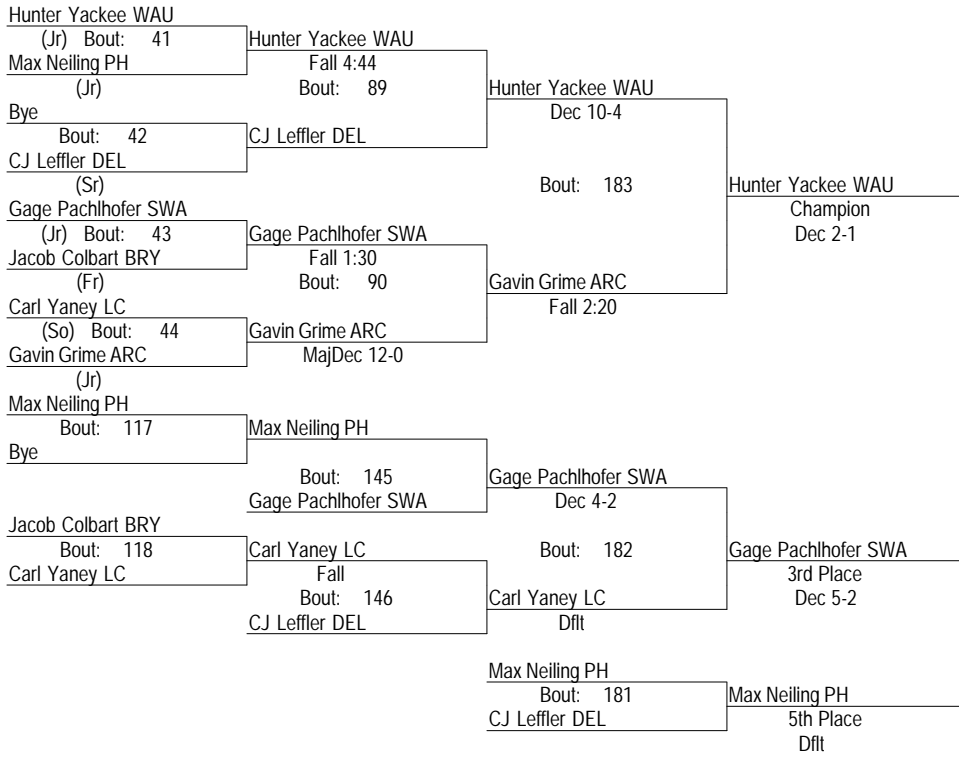 Hunter Yackee WAU
(Jr) Bout: 41
Hunter Yackee WAU
Max Neiling PH
Fall 4:44
(Jr)
Bout: 89
Hunter Yackee WAU
Bye
Dec 10-4
Bout: 42
CJ Leffler DEL
CJ Leffler DEL
(Sr)
Bout: 183
Hunter Yackee WAU
Gage Pachlhofer SWA
Champion
(Jr) Bout: 43
Gage Pachlhofer SWA
Dec 2-1
Jacob Colbart BRY
Fall 1:30
(Fr)
Bout: 90
Gavin Grime ARC
Carl Yaney LC
Fall 2:20
(So) Bout: 44
Gavin Grime ARC
Gavin Grime ARC
MajDec 12-0
(Jr)
Max Neiling PH
Bout: 117
Max Neiling PH
Bye
Bout: 145
Gage Pachlhofer SWA
Gage Pachlhofer SWA
Dec 4-2
Jacob Colbart BRY
Bout: 118
Carl Yaney LC
Bout: 182
Gage Pachlhofer SWA
Carl Yaney LC
Fall
3rd Place
Bout: 146
Carl Yaney LC
Dec 5-2
CJ Leffler DEL
Dflt
Max Neiling PH
Bout: 181
Max Neiling PH
CJ Leffler DEL
5th Place
Dflt